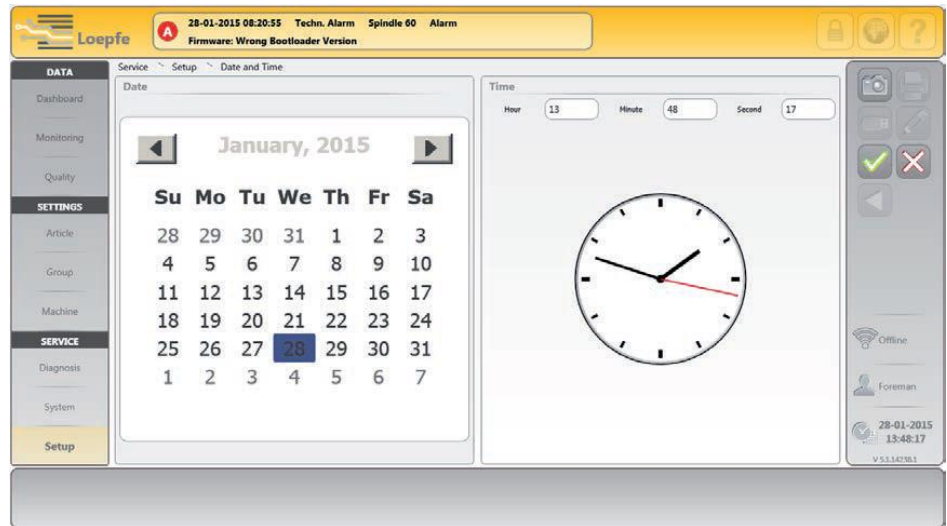 Loepfe
A
28-01-2015 08:20:55 Techn. Alarm Spindle 60 Alarm
Firmware: Wrong Bootloader Version
?
DATA
Dashboard
Monitoring
Quality
SETTINGS
Article
Group
Machine
SERVICE
Diagnosis
System
Setup
Service Setup Date and Time
Date
January, 2015
Su Mo Tu We Th Fr Sa
28 29 30 31 1 2 3
4 5 6 7 8 9 10
11 12 13 14 15 16 17
18 19 20 21 22 23 24
25 26 27 28 29 30 31
1 2 3 4 5 6 7
Time
Hour 13 Minute 48 Second 17
Offline
Foreman
28-01-2015
13:48:17